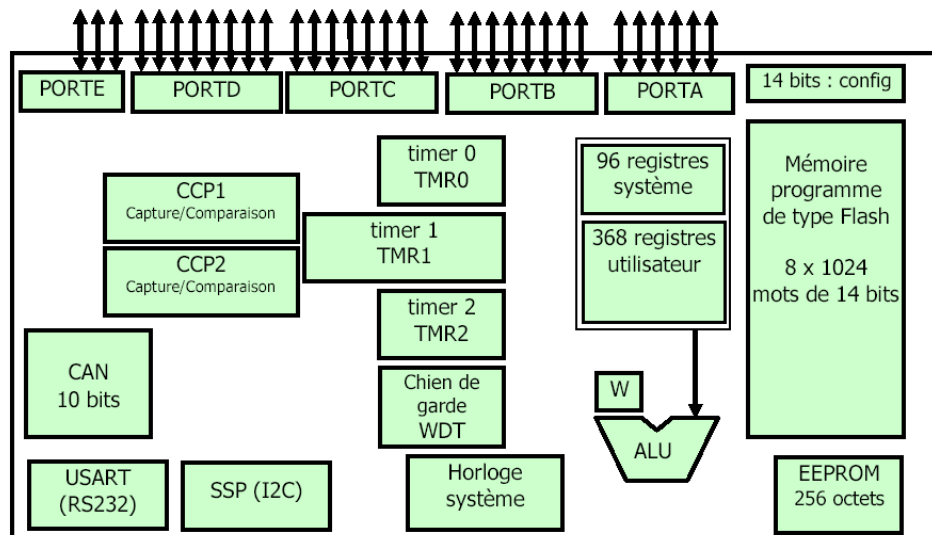 PORTE
PORTD
PORTC
PORTB
PORTA
14 bits : config
timer 0
TMR0
96 registres
système
Mémoire
programme
de type Flash
8 x 1024
mots de 14 bits
CCP1
Capture/Comparaison
timer 1
TMR1
368 registres
utilisateur
CCP2
Capture/Comparaison
timer 2
TMR2
CAN
10 bits
Chien de
garde
WDT
W
ALU
USART
(RS232)
SSP (I2C)
Horloge
système
EEPROM
256 octets